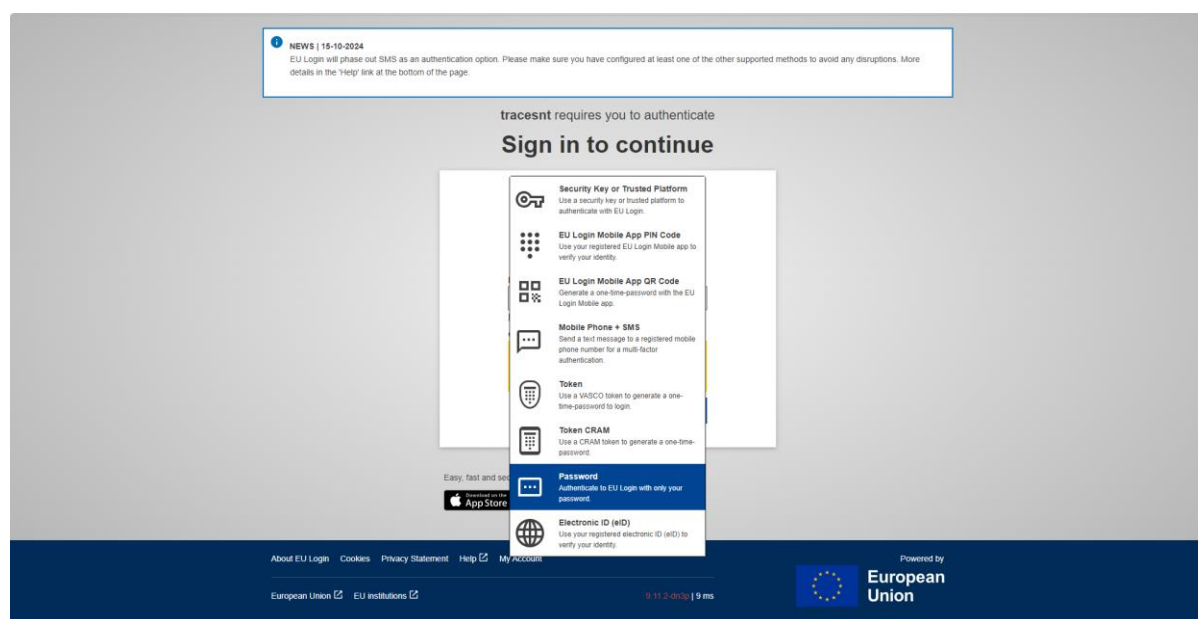 NEWS | 15-10-2024
EU Login will phase out SMS as an authentication option. Please make sure you have configured at least one of the other supported methods to avoid any disruptions. More
details in the 'Help' link at the bottom of the page.
tracesnt requires you to authenticate
Sign in to continue
Security Key or Trusted Platform
Use a security key or trusted platform to
authenticate with EU Login.
EU Login Mobile App PIN Code
Use your registered EU Login Mobile app to
verify your identity.
EU Login Mobile App QR Code
Generate a one-time-password with the EU
Login Mobile app.
Mobile Phone + SMS
Send a text message to a registered mobile
phone number for a multi-factor
authentication.
Token
Use a VASCO token to generate a one-
time-password to login.
Token CRAM
Use a CRAM token to generate a one-time-
password.
Password
Authenticate to EU Login with only your
password.
Electronic ID (eID)
Use your registered electronic ID (eID) to
verify your identity.
Easy, fast and
Download on the
App Store
About EU Login Cookies Privacy Statement Help My Account
European Union EU institutions
9.11.2-dn3p | 9 ms
Powered by
European
Union